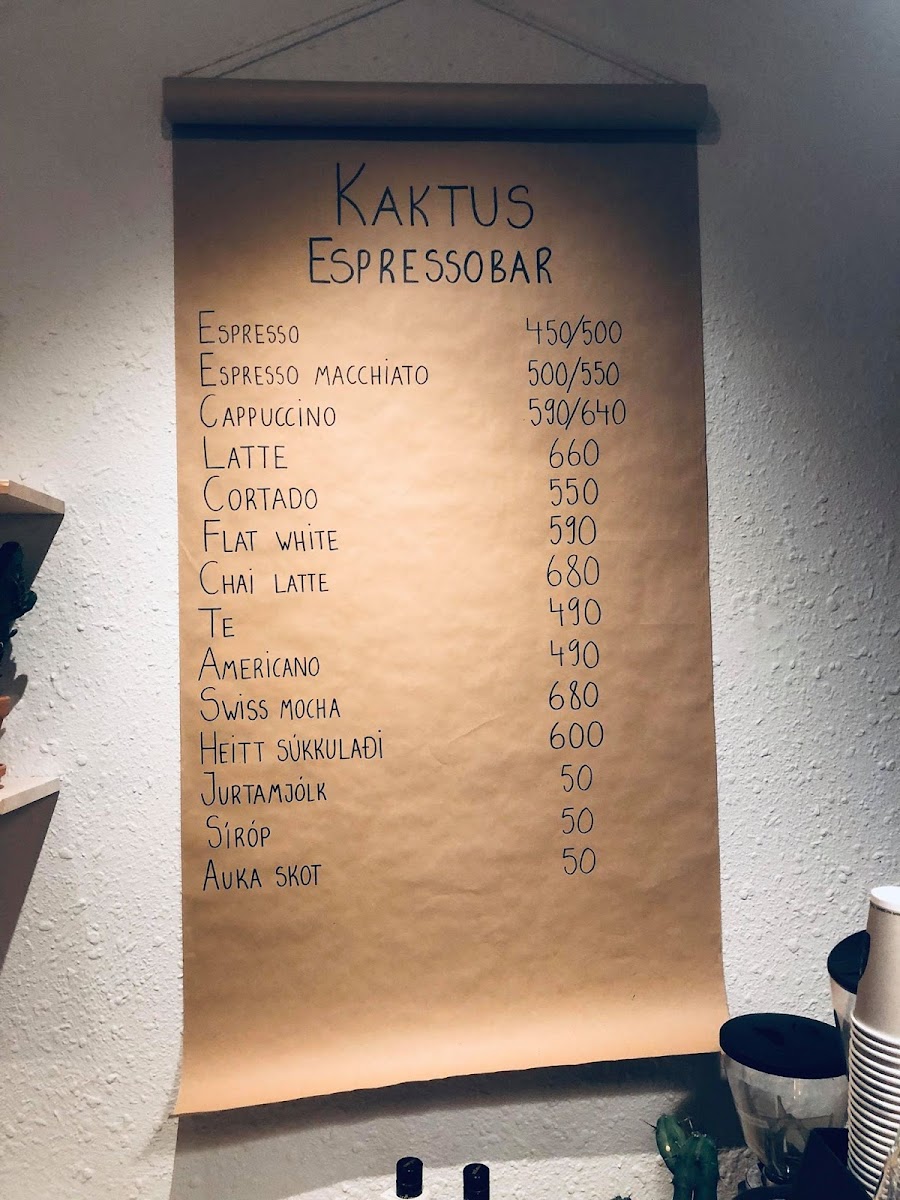 KAKTUS
ESPRESSOBAR
ESPRESSO 450/500
ESPRESSO MACCHIATO 500/550
CAPPUCCINO 590/640
LATTE 660
CORTADO 550
FLAT WHITE 590
CHAI LATTE 680
TE 490
AMERICANO 490
SWISS MOCHA 680
HEITT SÚKKULAÐI 600
JURTAMJÓLK 50
SÍRÓP 50
AUKA SKOT 50